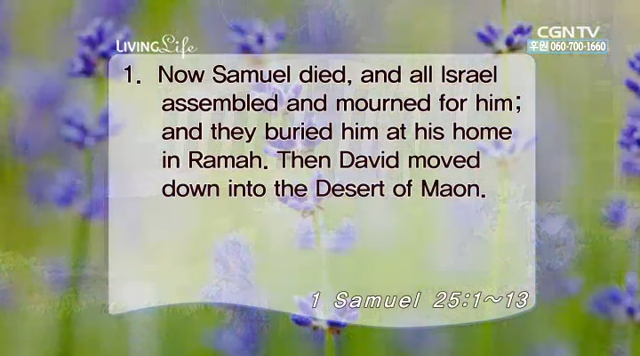 LIVING Life
CGNTV
후원 060-700-1660
1. Now Samuel died, and all Israel
assembled and mourned for him;
and they buried him at his home
in Ramah. Then David moved
down into the Desert of Maon.
1 Samuel 25:1~13